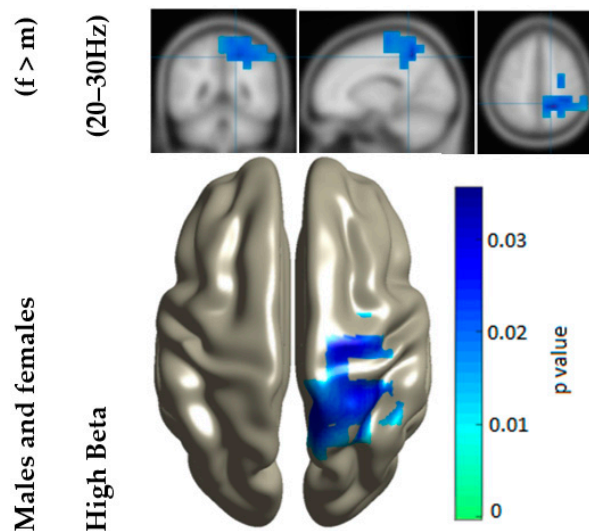 Males and females (f > m)
High Beta (20–30Hz)
0.03
0.02
0.01
0
p value